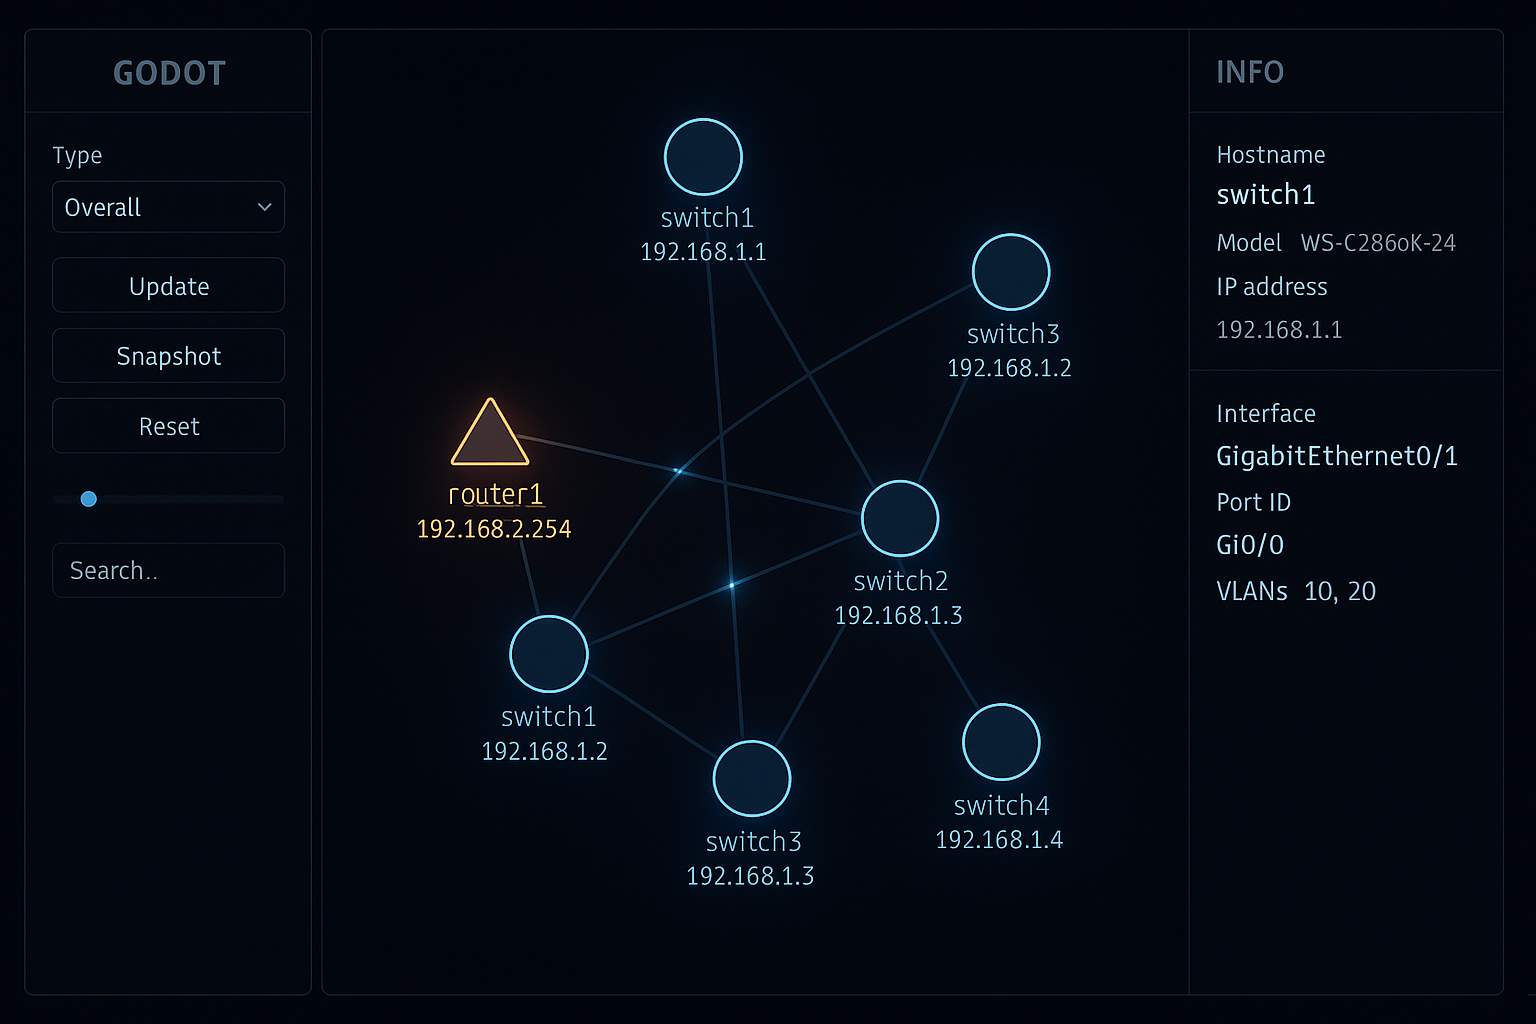 GODOT
Type
Overall
Update
Snapshot
Reset
Search..
switch1
192.168.1.1
switch3
192.168.1.2
router1
192.168.2.254
switch2
192.168.1.3
switch1
192.168.1.2
switch4
192.168.1.4
switch3
192.168.1.3
INFO
Hostname
switch1
Model WS-C286oK-24
IP address
192.168.1.1
Interface
GigabitEthernet0/1
Port ID
Gi0/0
VLANs 10, 20